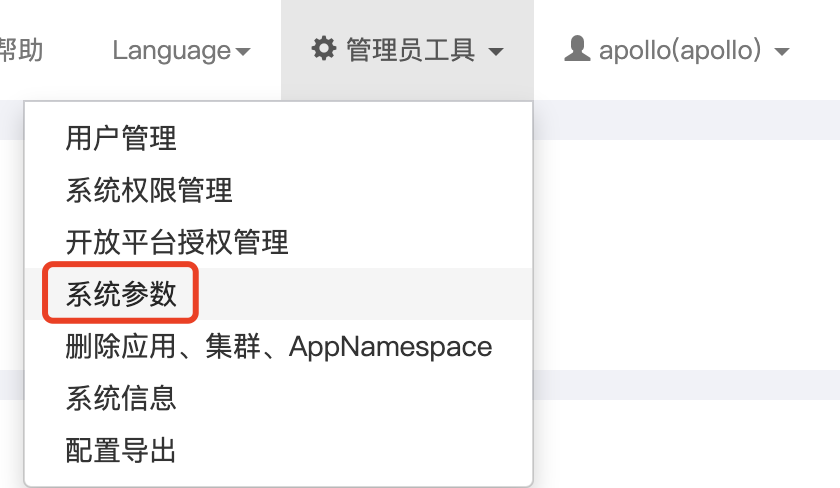 帮助 Language 管理员工具 apollo(apollo)
用户管理
系统权限管理
开放平台授权管理
系统参数
删除应用、集群、AppNamespace
系统信息
配置导出